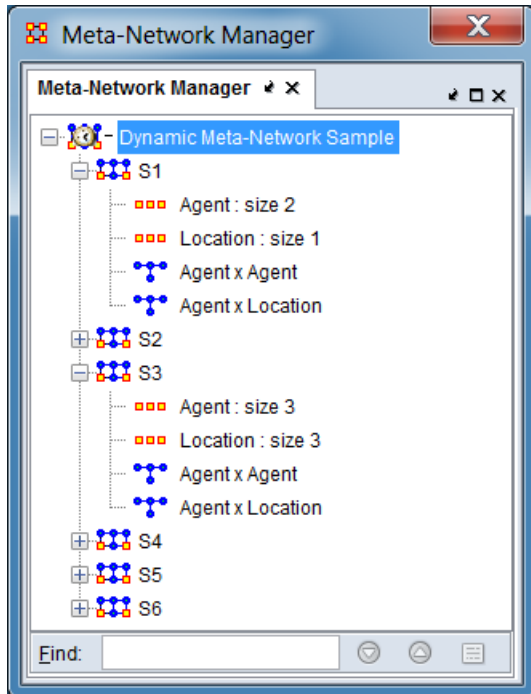 Meta-Network Manager
Meta-Network Manager
Dynamic Meta-Network Sample
S1
Agent : size 2
Location : size 1
Agent x Agent
Agent x Location
S2
S3
Agent : size 3
Location : size 3
Agent x Agent
Agent x Location
S4
S5
S6
Find: